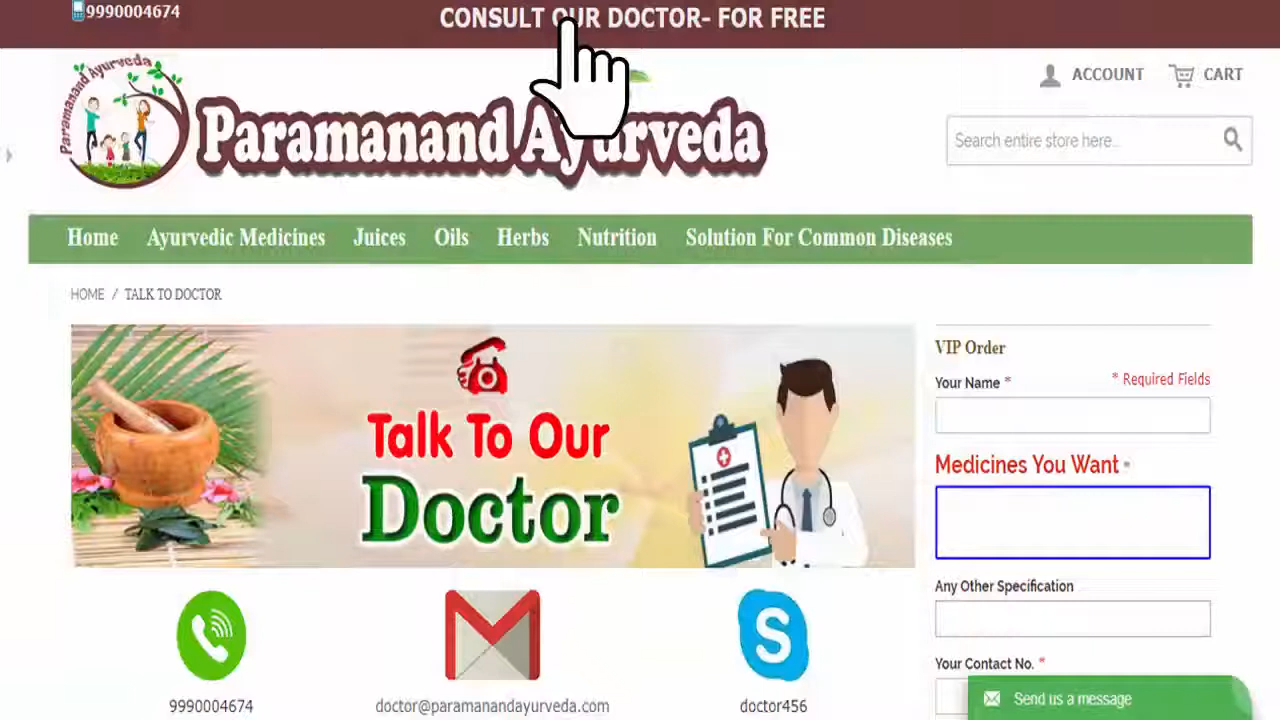 9990004674
CONSULT OUR DOCTOR- FOR FREE
Paramanand Ayurveda
Paramanand Ayurveda
ACCOUNT
CART
Search entire store here...
Home Ayurvedic Medicines Juices Oils Herbs Nutrition Solution For Common Diseases
HOME / TALK TO DOCTOR
Talk To Our
Doctor
VIP Order
Your Name *
* Required Fields
Medicines You Want *
Any Other Specification
Your Contact No. *
9990004674
doctor@paramanandayurveda.com
doctor456
Send us a message